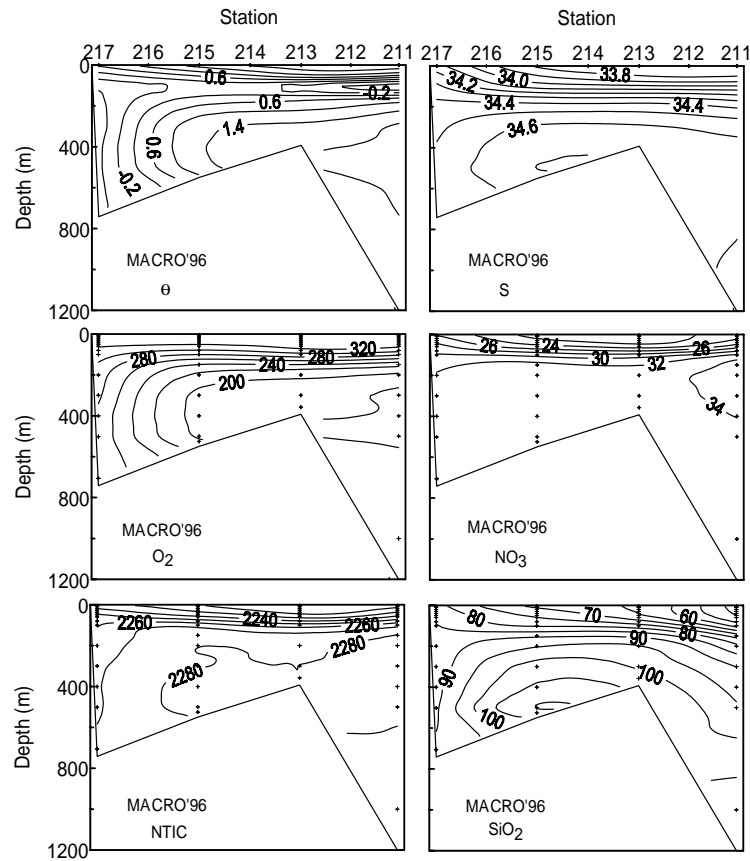 Station
Station
217 216 215 213 212 211
217 216 215 213 212 211
0
400
800
1200
Depth (m)
0.6
-0.2
0.6
1.4
0.6
-0.2
MACRO'96
θ
34.2
34.0
33.8
34.4
34.4
34.6
MACRO'96
S
0
400
800
1200
Depth (m)
320
280
240
280
200
MACRO'96
O2
26
24
26
30
32
34
MACRO'96
NO3
0
400
800
1200
Depth (m)
2260
2240
2260
2280
2280
MACRO'96
NTIC
80
70
60
80
90
90
100
100
MACRO'96
SiO2